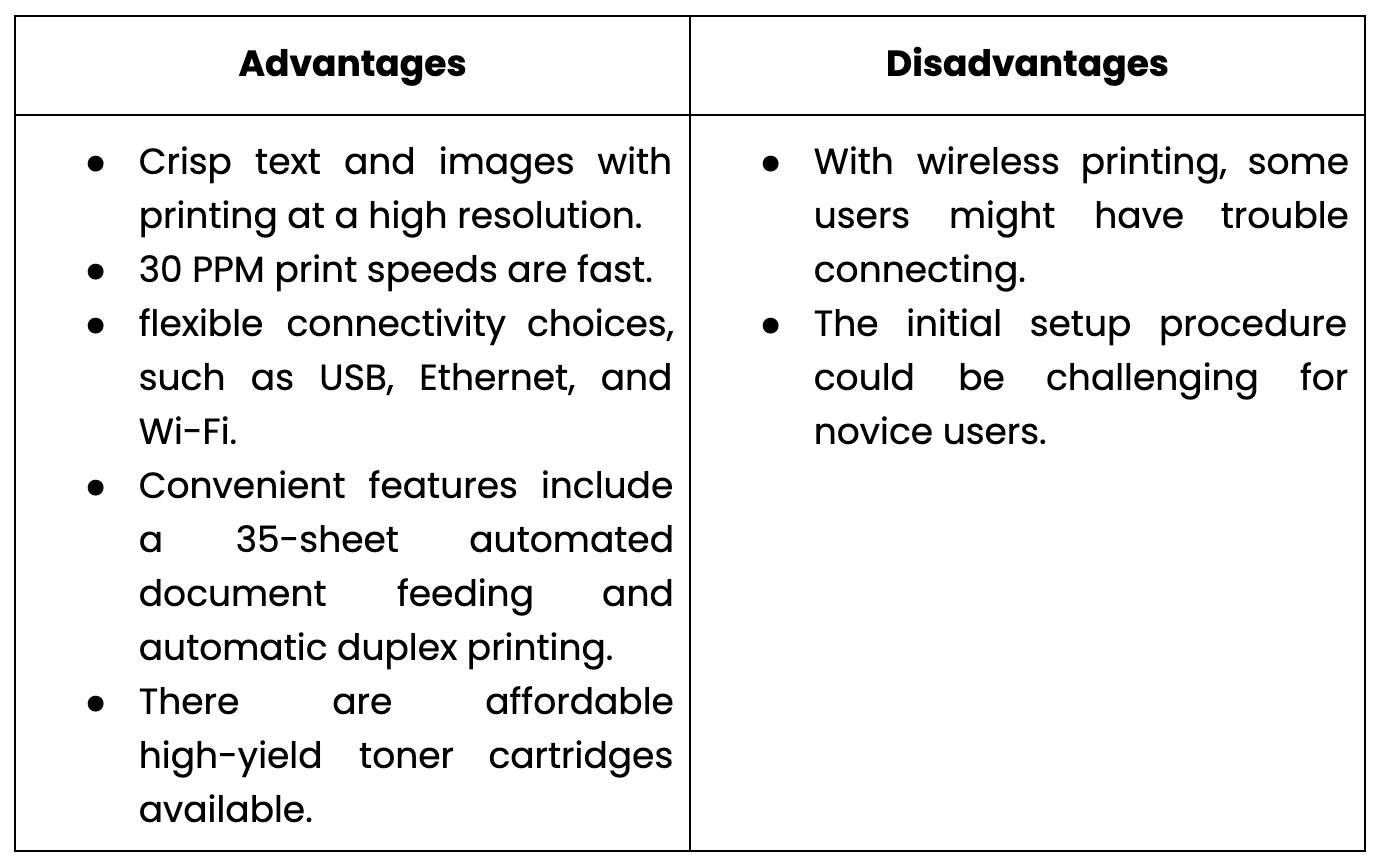 Advantages
Disadvantages
● Crisp text and images with
printing at a high resolution.
● 30 PPM print speeds are fast.
● flexible connectivity choices,
such as USB, Ethernet, and
Wi-Fi.
● Convenient features include
a 35-sheet automated
document feeding and
automatic duplex printing.
● There are affordable
high-yield toner cartridges
available.
● With wireless printing, some
users might have trouble
connecting.
● The initial setup procedure
could be challenging for
novice users.